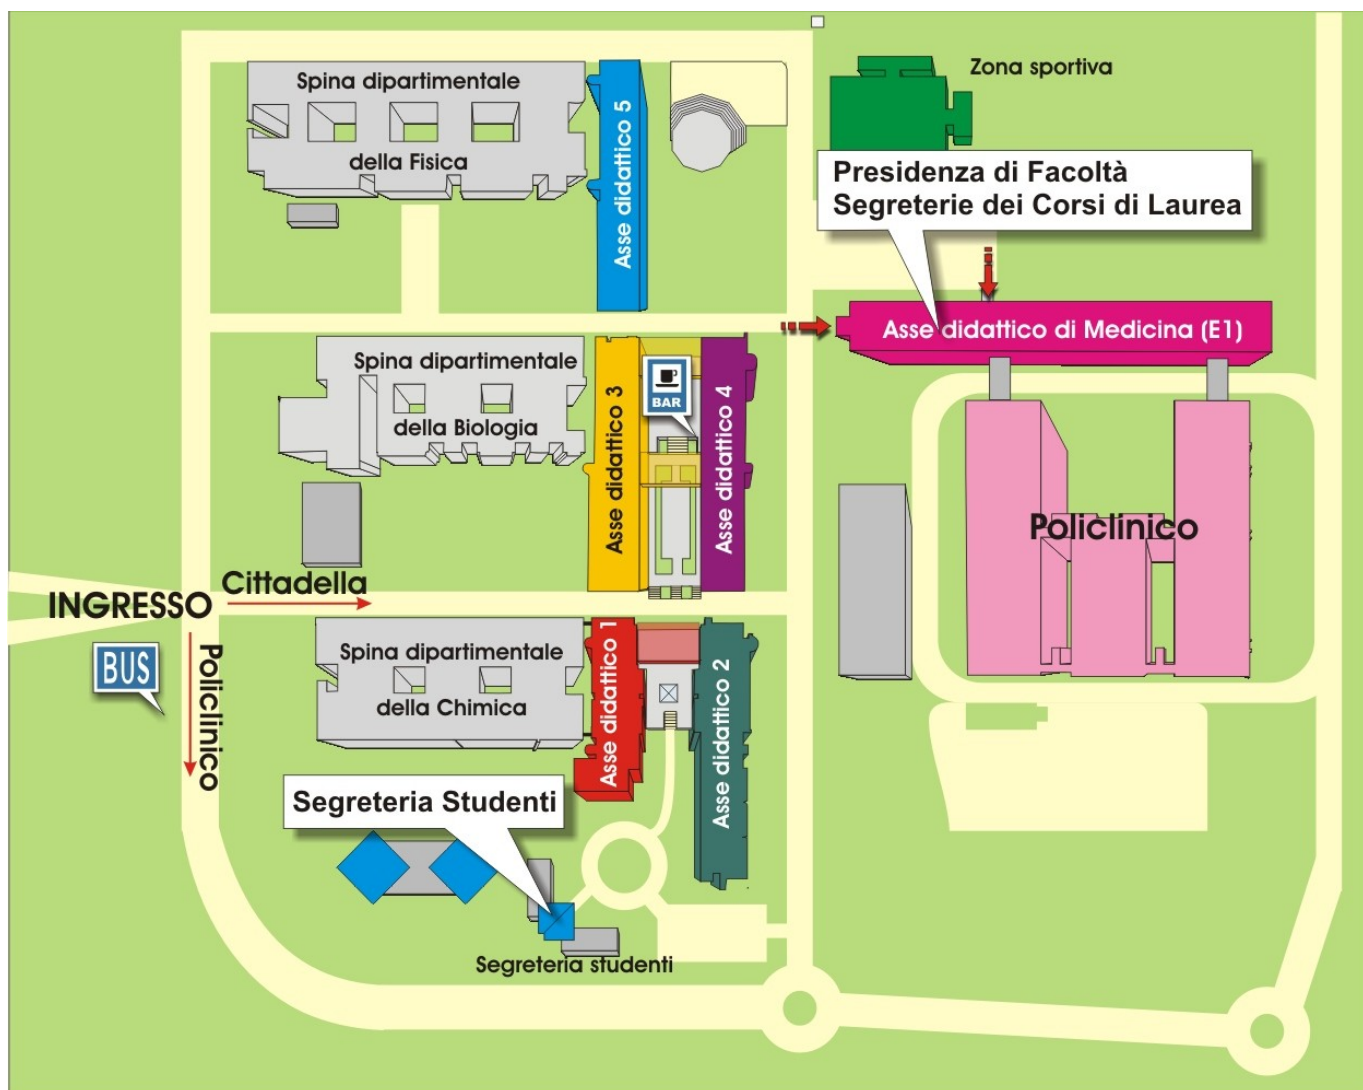 Spina dipartimentale
della Fisica
Asse didattico 5
Zona sportiva
Presidenza di Facoltà
Segreterie dei Corsi di Laurea
Asse didattico di Medicina (E1)
Spina dipartimentale
della Biologia
Asse didattico 3
BAR
Asse didattico 4
Policlinico
Cittadella
INGRESSO
BUS
Policlinico
Spina dipartimentale
della Chimica
Asse didattico 1
Asse didattico 2
Segreteria Studenti
Segreteria studenti